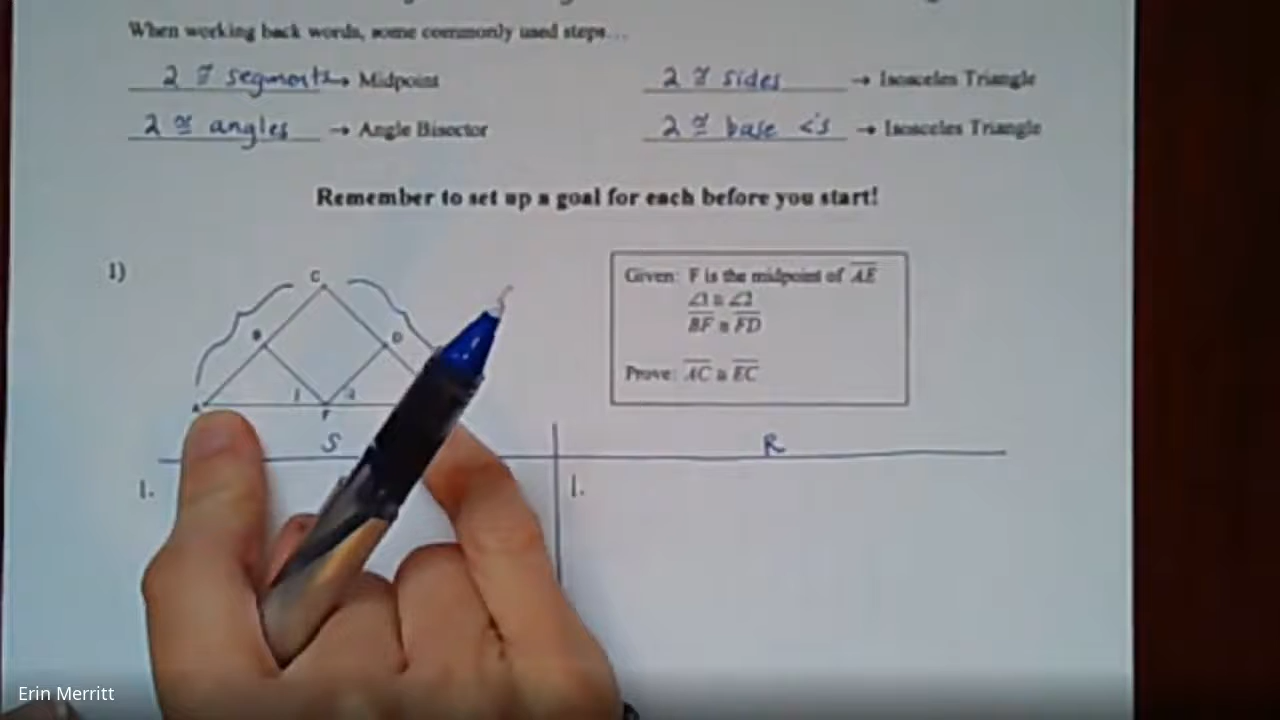 When working back words, some commonly used steps...
2 ≅ segments → Midpoint
2 ≅ sides → Isosceles Triangle
2 ≅ angles → Angle Bisector
2 ≅ base <'s → Isosceles Triangle
Remember to set up a goal for each before you start!
1)
C
B
D
A
1
2
F
Given: F is the midpoint of AE
∠1 ≅ ∠2
BF ≅ FD
Prove: AC ≅ EC
S
R
1.
1.
Erin Merritt